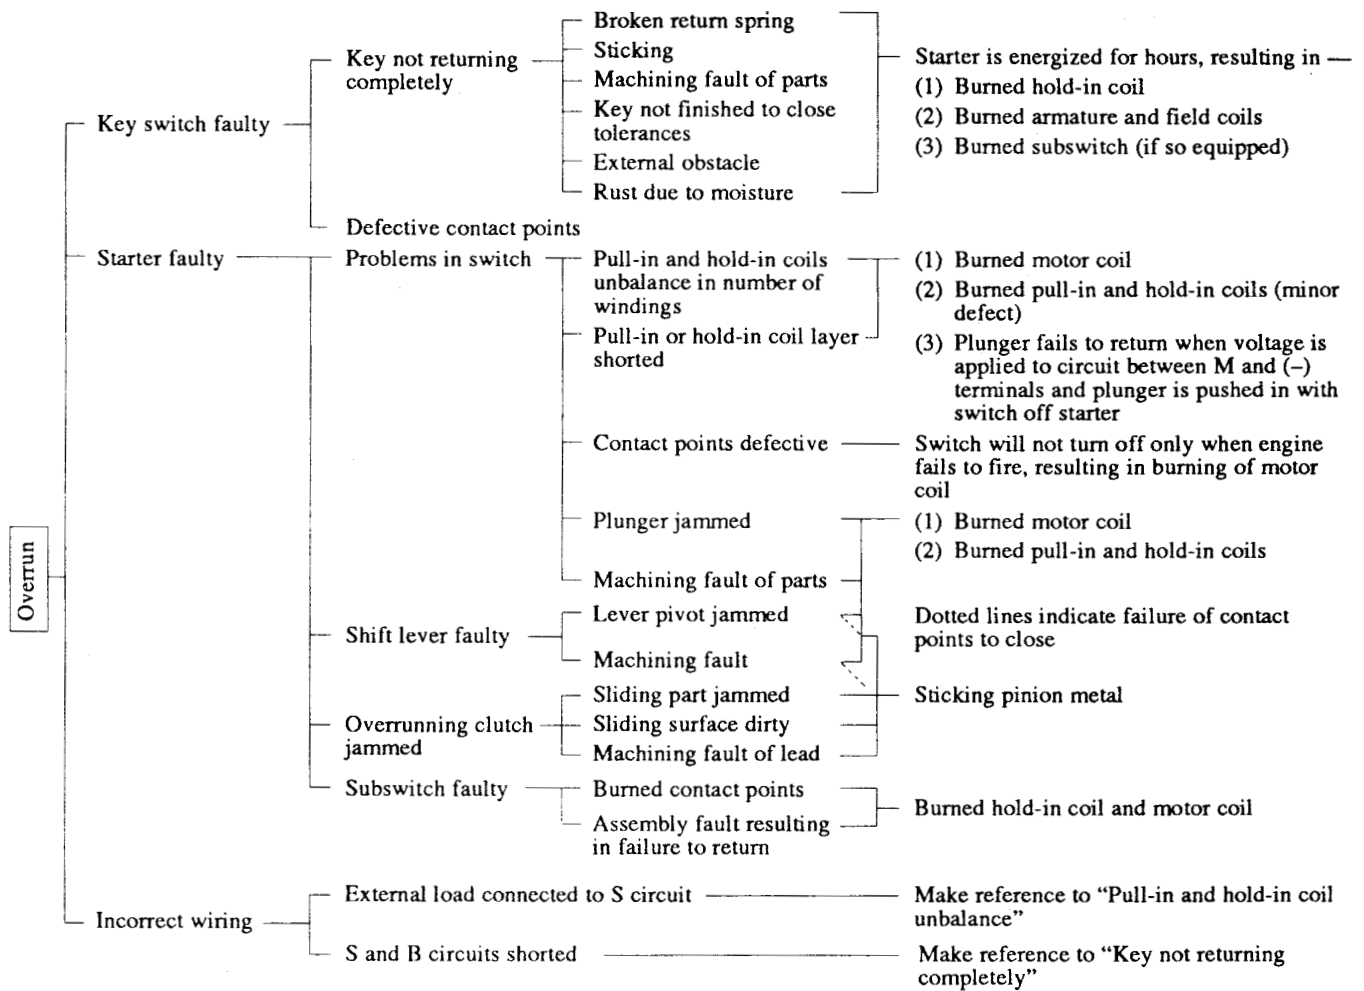 Overrun
Key switch faulty
Key not returning
completely
Broken return spring
Sticking
Machining fault of parts
Key not finished to close
tolerances
External obstacle
Rust due to moisture
Starter is energized for hours, resulting in —
(1) Burned hold-in coil
(2) Burned armature and field coils
(3) Burned subswitch (if so equipped)
Defective contact points
Starter faulty
Problems in switch
Pull-in and hold-in coils
unbalance in number of
windings
Pull-in or hold-in coil layer
shorted
(1) Burned motor coil
(2) Burned pull-in and hold-in coils (minor
defect)
(3) Plunger fails to return when voltage is
applied to circuit between M and (–)
terminals and plunger is pushed in with
switch off starter
Contact points defective
Switch will not turn off only when engine
fails to fire, resulting in burning of motor
coil
Plunger jammed
Machining fault of parts
(1) Burned motor coil
(2) Burned pull-in and hold-in coils
Shift lever faulty
Lever pivot jammed
Machining fault
Dotted lines indicate failure of contact
points to close
Overrunning clutch
jammed
Sliding part jammed
Sliding surface dirty
Machining fault of lead
Sticking pinion metal
Subswitch faulty
Burned contact points
Assembly fault resulting
in failure to return
Burned hold-in coil and motor coil
Incorrect wiring
External load connected to S circuit
Make reference to “Pull-in and hold-in coil
unbalance”
S and B circuits shorted
Make reference to “Key not returning
completely”